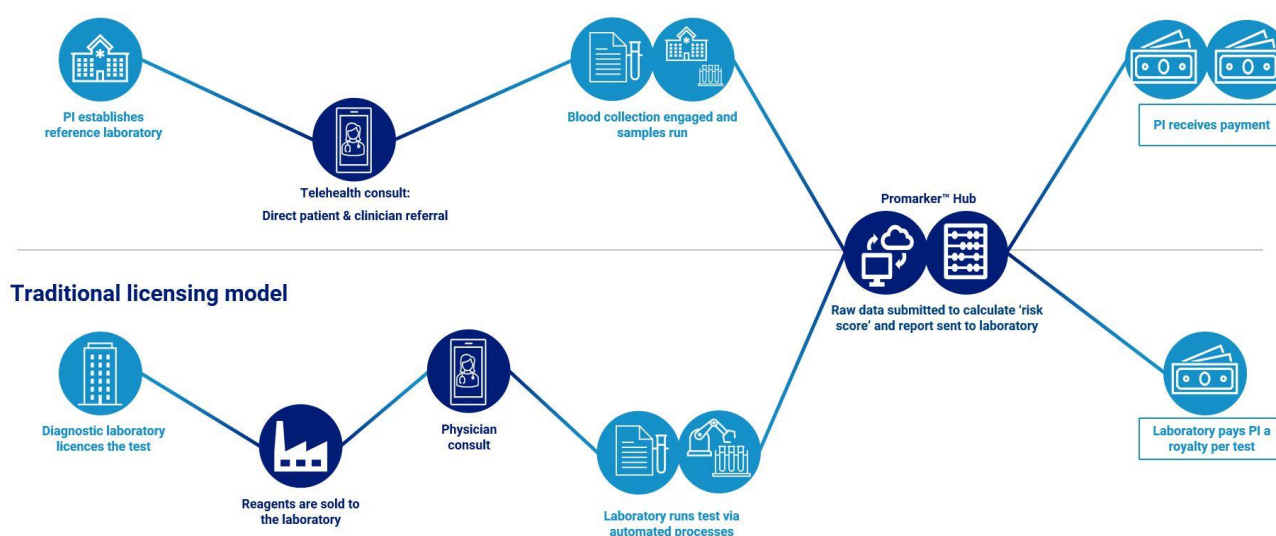 PI establishes
reference laboratory
Telehealth consult:
Direct patient & clinician referral
Blood collection engaged and
samples run
Promarker™ Hub
Raw data submitted to calculate ‘risk
score’ and report sent to laboratory
PI receives payment
Traditional licensing model
Diagnostic laboratory
licences the test
Reagents are sold to
the laboratory
Physician
consult
Laboratory runs test via
automated processes
Laboratory pays PI a
royalty per test